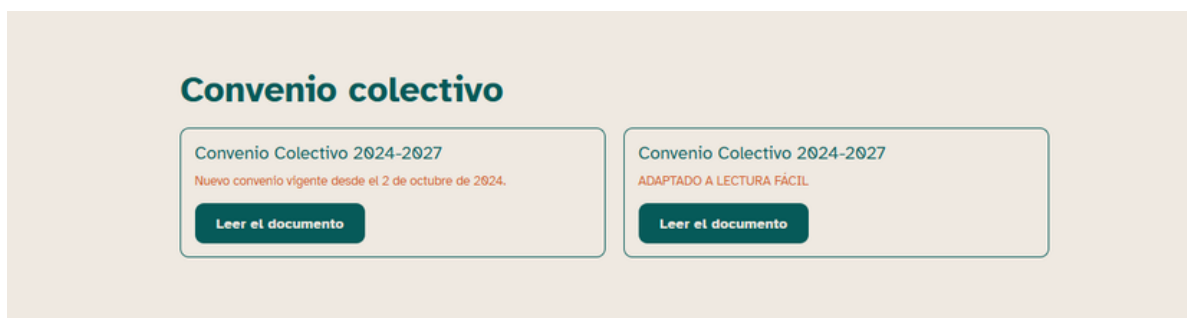 Convenio colectivo
Convenio Colectivo 2024-2027
Nuevo convenio vigente desde el 2 de octubre de 2024.
Leer el documento
Convenio Colectivo 2024-2027
ADAPTADO A LECTURA FÁCIL
Leer el documento